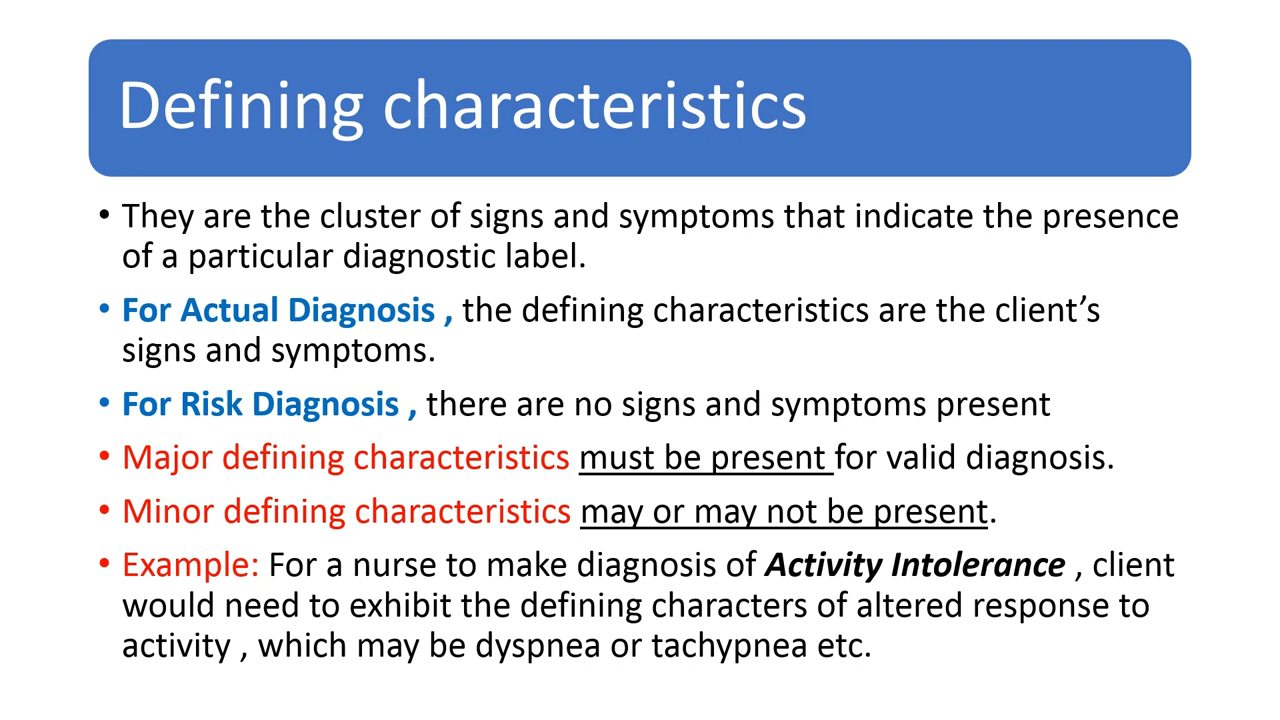 Defining characteristics
• They are the cluster of signs and symptoms that indicate the presence
of a particular diagnostic label.
• For Actual Diagnosis , the defining characteristics are the client’s
signs and symptoms.
• For Risk Diagnosis , there are no signs and symptoms present
• Major defining characteristics must be present for valid diagnosis.
• Minor defining characteristics may or may not be present.
• Example: For a nurse to make diagnosis of Activity Intolerance , client
would need to exhibit the defining characters of altered response to
activity , which may be dyspnea or tachypnea etc.